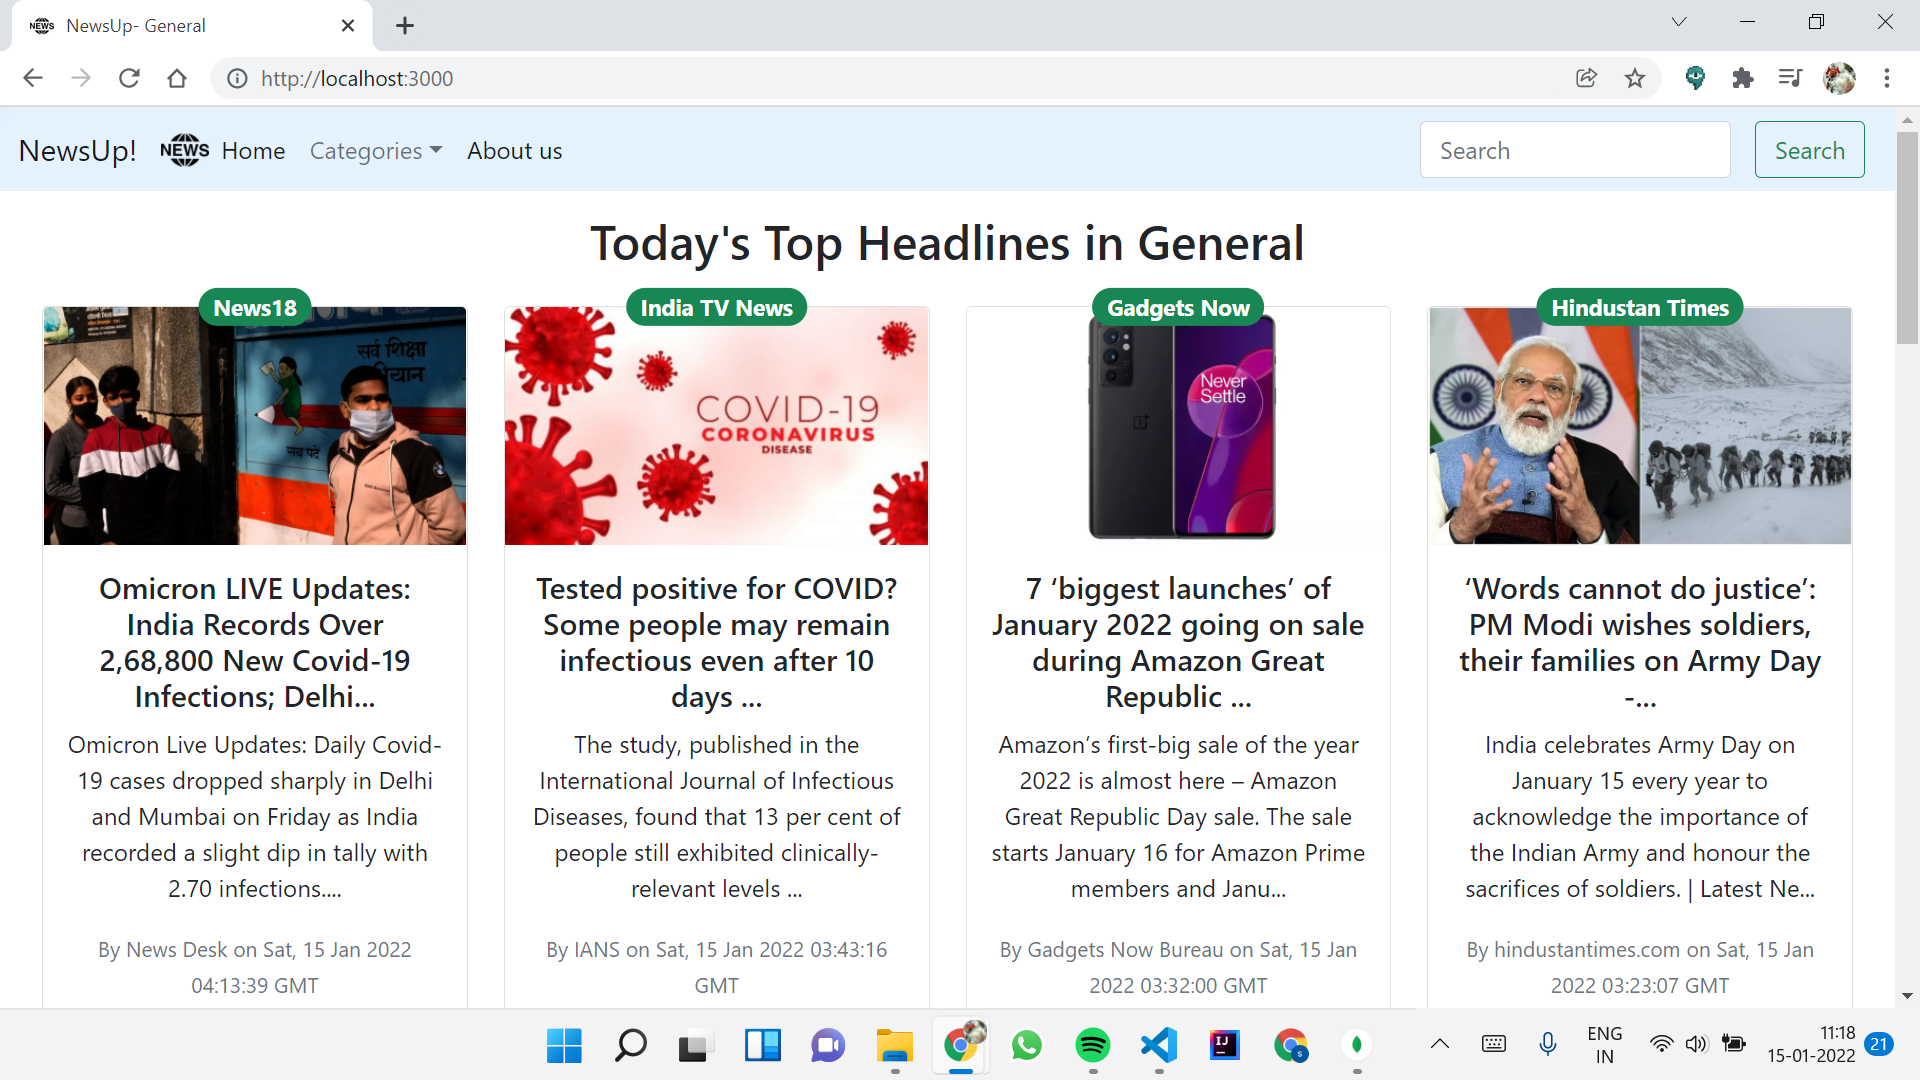 NewsUp- General
http://localhost:3000
NewsUp!
NEWS
Home
Categories
About us
Search
Search
Today's Top Headlines in General
News18
सर्व शिक्षा
सब पढ़ें
Omicron LIVE Updates:
India Records Over
2,68,800 New Covid-19
Infections; Delhi...
Omicron Live Updates: Daily Covid-
19 cases dropped sharply in Delhi
and Mumbai on Friday as India
recorded a slight dip in tally with
2.70 infections....
By News Desk on Sat, 15 Jan 2022
04:13:39 GMT
India TV News
COVID-19
CORONAVIRUS
DISEASE
Tested positive for COVID?
Some people may remain
infectious even after 10
days ...
The study, published in the
International Journal of Infectious
Diseases, found that 13 per cent of
people still exhibited clinically-
relevant levels ...
By IANS on Sat, 15 Jan 2022 03:43:16
GMT
Gadgets Now
Never
Settle
7 ‘biggest launches’ of
January 2022 going on sale
during Amazon Great
Republic ...
Amazon’s first-big sale of the year
2022 is almost here – Amazon
Great Republic Day sale. The sale
starts January 16 for Amazon Prime
members and Janu...
By Gadgets Now Bureau on Sat, 15 Jan
2022 03:32:00 GMT
Hindustan Times
‘Words cannot do justice’:
PM Modi wishes soldiers,
their families on Army Day
-...
India celebrates Army Day on
January 15 every year to
acknowledge the importance of
the Indian Army and honour the
sacrifices of soldiers. | Latest Ne...
By hindustantimes.com on Sat, 15 Jan
2022 03:23:07 GMT
IJ
S
ENG
IN
11:18
15-01-2022
21